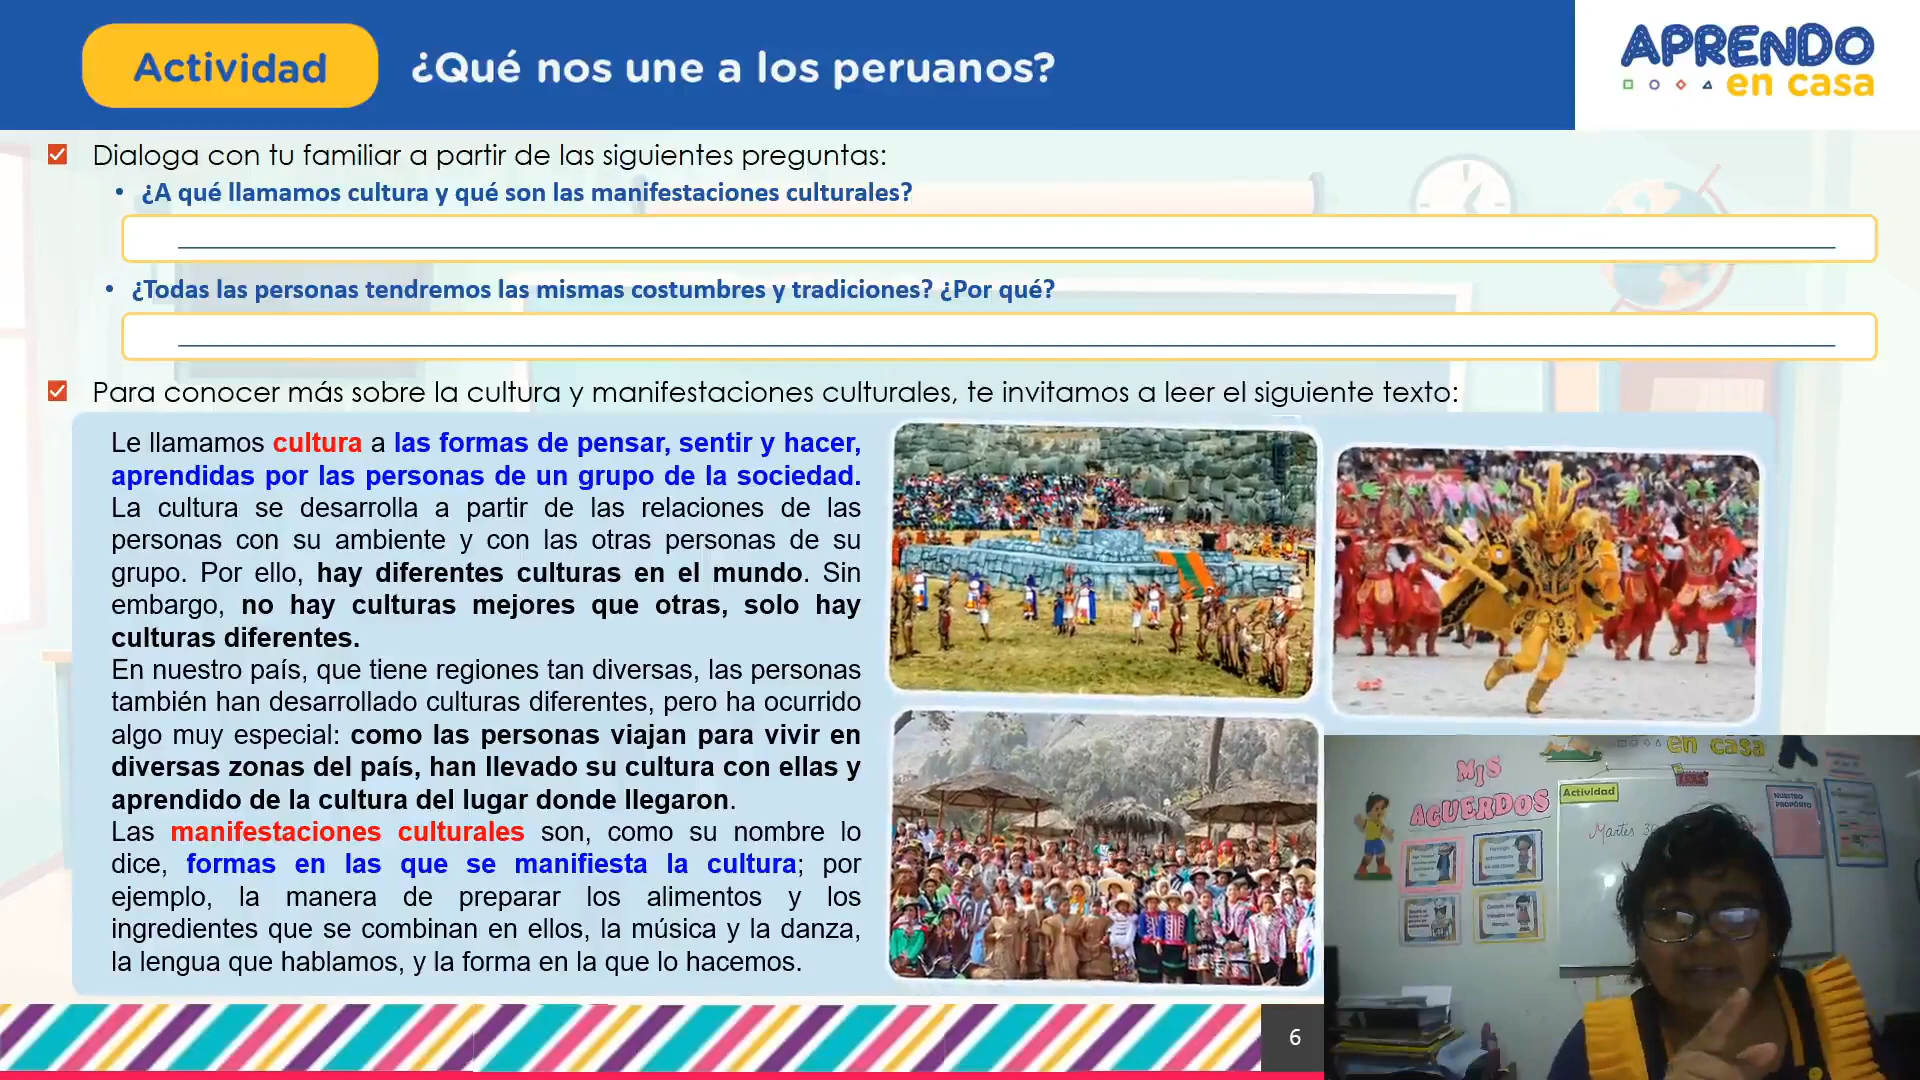 Actividad
¿Qué nos une a los peruanos?
APRENDO
en casa
Dialoga con tu familiar a partir de las siguientes preguntas:
• ¿A qué llamamos cultura y qué son las manifestaciones culturales?
• ¿Todas las personas tendremos las mismas costumbres y tradiciones? ¿Por qué?
Para conocer más sobre la cultura y manifestaciones culturales, te invitamos a leer el siguiente texto:
Le llamamos cultura a las formas de pensar, sentir y hacer,
aprendidas por las personas de un grupo de la sociedad.
La cultura se desarrolla a partir de las relaciones de las
personas con su ambiente y con las otras personas de su
grupo. Por ello, hay diferentes culturas en el mundo. Sin
embargo, no hay culturas mejores que otras, solo hay
culturas diferentes.
En nuestro país, que tiene regiones tan diversas, las personas
también han desarrollado culturas diferentes, pero ha ocurrido
algo muy especial: como las personas viajan para vivir en
diversas zonas del país, han llevado su cultura con ellas y
aprendido de la cultura del lugar donde llegaron.
Las manifestaciones culturales son, como su nombre lo
dice, formas en las que se manifiesta la cultura; por
ejemplo, la manera de preparar los alimentos y los
ingredientes que se combinan en ellos, la música y la danza,
la lengua que hablamos, y la forma en la que lo hacemos.
6
en casa
MIS
ACUERDOS
Actividad
NUESTRO
PROPÓSITO
Martes